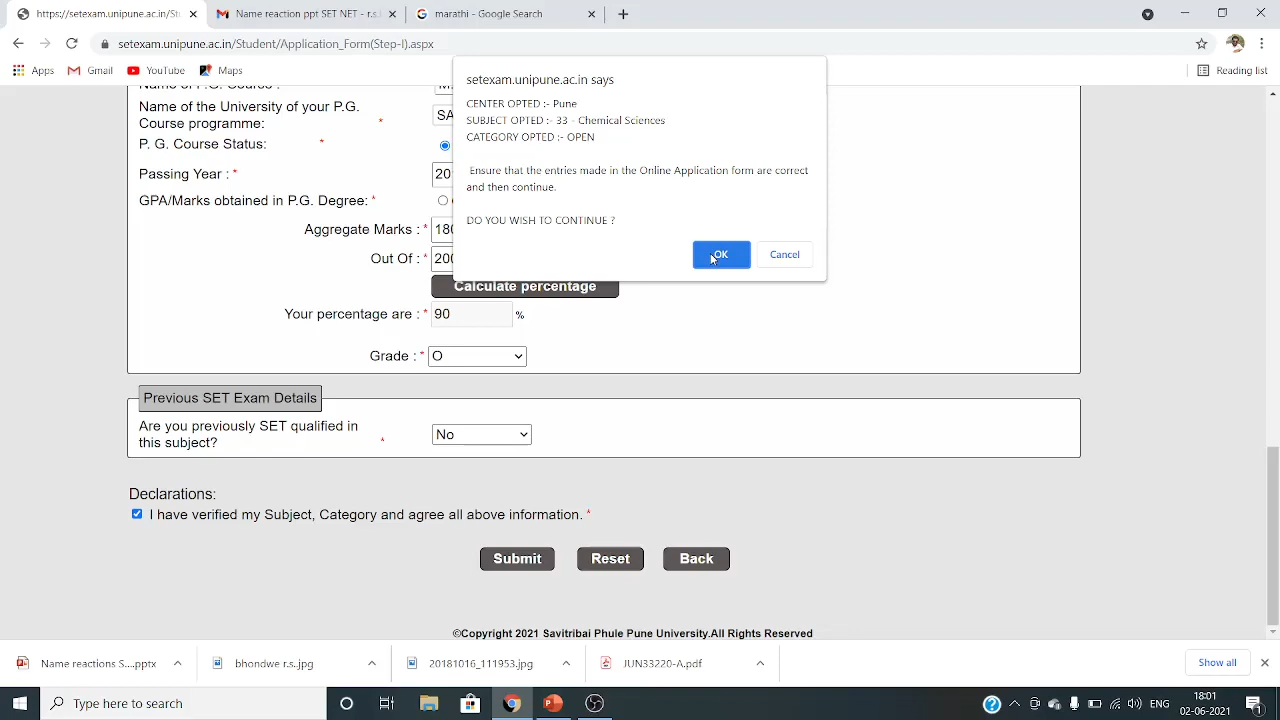 https://setexam.unipune.ac.in/St
Name reaction ppt SET NET - r.s.
marathi - Google Search
setexam.unipune.ac.in/Student/Application_Form(Step-I).aspx
Apps
Gmail
YouTube
Maps
Reading list
setexam.unipune.ac.in says
CENTER OPTED :- Pune
SUBJECT OPTED :- 33 - Chemical Sciences
CATEGORY OPTED :- OPEN
Ensure that the entries made in the Online Application form are correct
and then continue.
DO YOU WISH TO CONTINUE ?
OK
Cancel
Name of P.G. Course :
Name of the University of your P.G.
Course programme: *
SA
P. G. Course Status: *
Passing Year : *
20
GPA/Marks obtained in P.G. Degree: *
Aggregate Marks : *
180
Out Of : *
200
Calculate percentage
Your percentage are : * 90 %
Grade : * O
Previous SET Exam Details
Are you previously SET qualified in
this subject? *
No
Declarations:
I have verified my Subject, Category and agree all above information. *
Submit
Reset
Back
©Copyright 2021 Savitribai Phule Pune University.All Rights Reserved
Name reactions S....pptx
bhondwe r.s.jpg
20181016_111953.jpg
JUN33220-A.pdf
Show all
Type here to search
ENG
18:01
02-06-2021
1